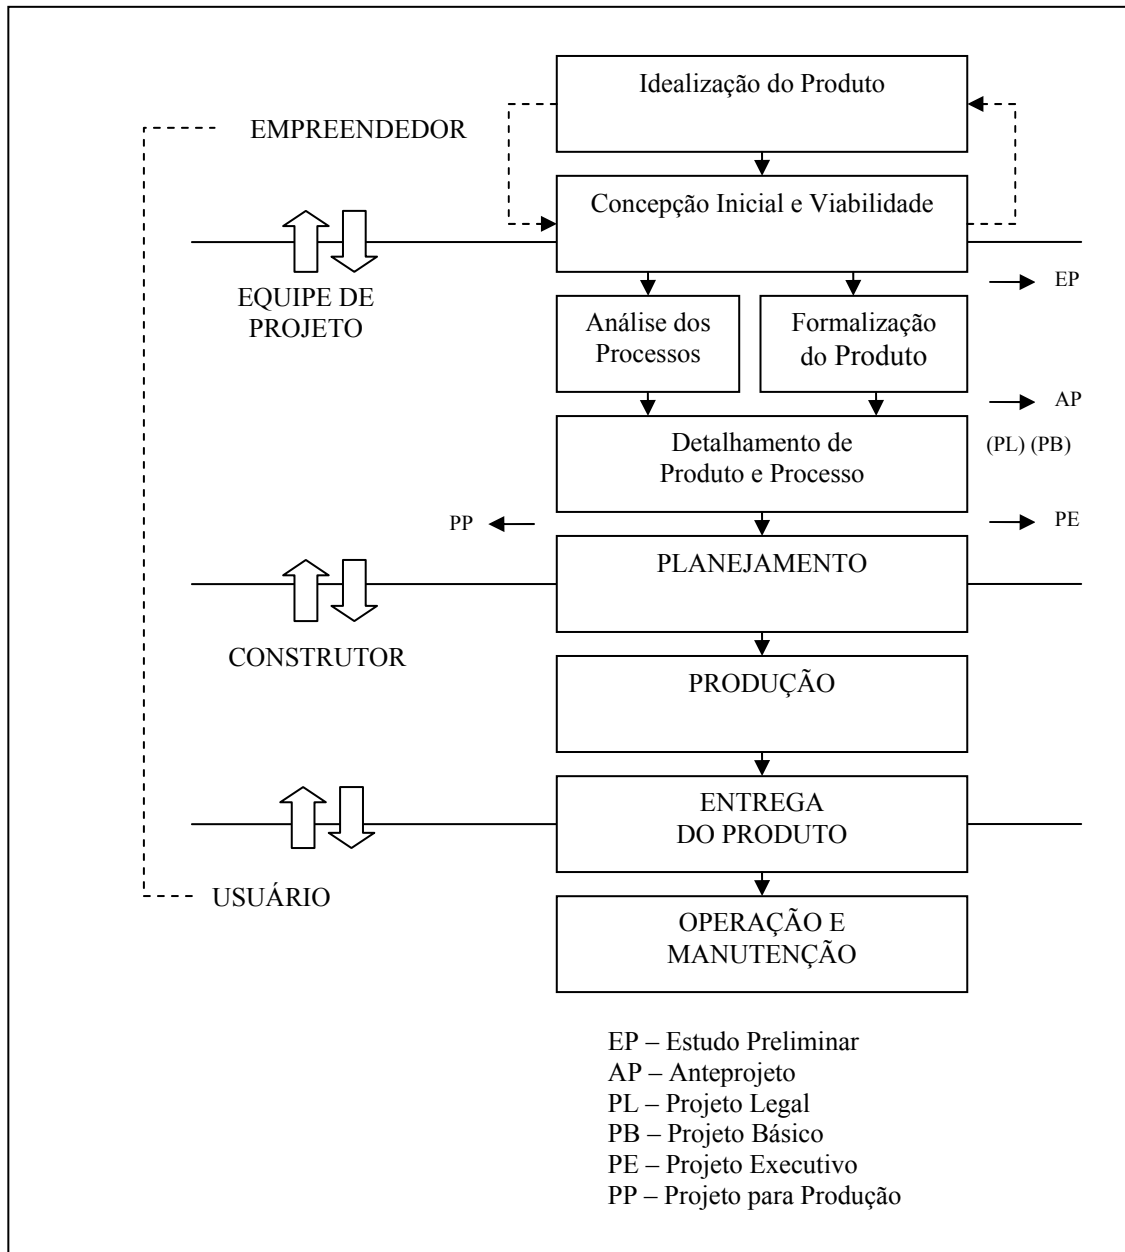 Idealização do Produto
EMPREENDEDOR
Concepção Inicial e Viabilidade
EP
EQUIPE DE
PROJETO
Análise dos
Processos
Formalização
do Produto
AP
Detalhamento de
Produto e Processo
(PL) (PB)
PP
PE
PLANEJAMENTO
CONSTRUTOR
PRODUÇÃO
ENTREGA
DO PRODUTO
USUÁRIO
OPERAÇÃO E
MANUTENÇÃO
EP – Estudo Preliminar
AP – Anteprojeto
PL – Projeto Legal
PB – Projeto Básico
PE – Projeto Executivo
PP – Projeto para Produção